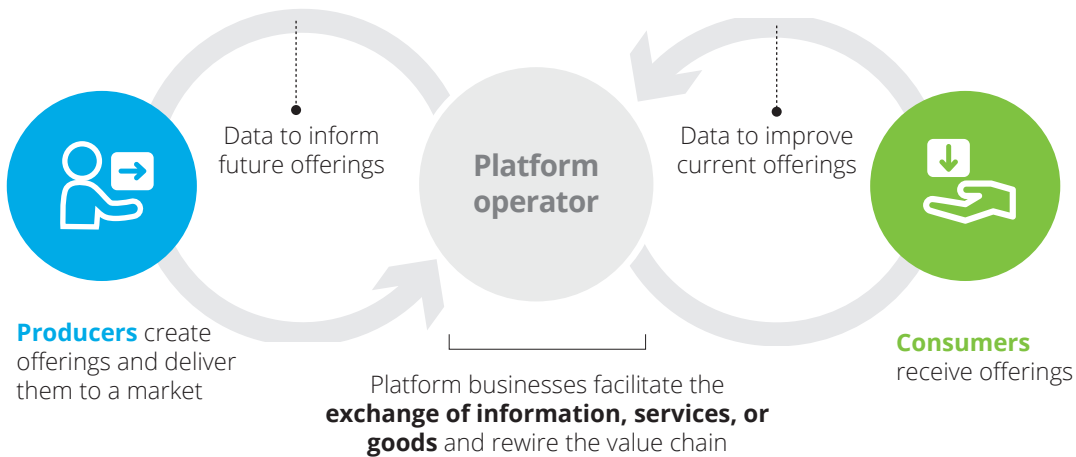 Data to inform
future offerings
Platform
operator
Data to improve
current offerings
Producers create
offerings and deliver
them to a market
Platform businesses facilitate the
exchange of information, services, or
goods and rewire the value chain
Consumers
receive offerings